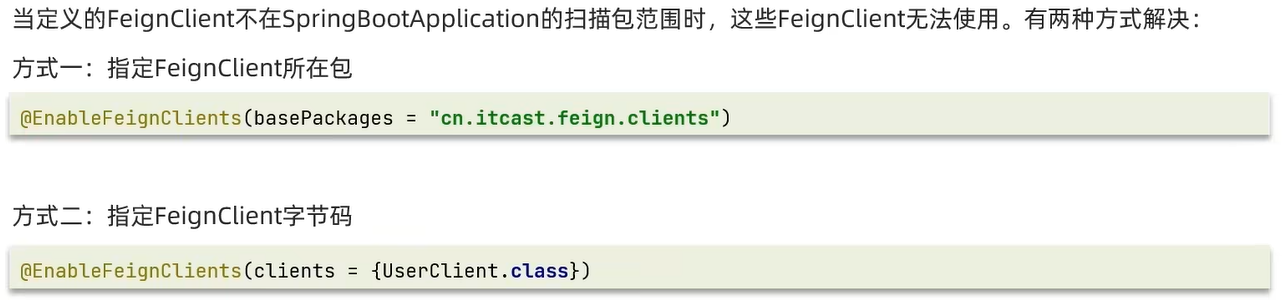 当定义的FeignClient不在SpringBootApplication的扫描包范围时，这些FeignClient无法使用。有两种方式解决：
方式一：指定FeignClient所在包
@EnableFeignClients(basePackages = "cn.itcast.feign.clients")
方式二：指定FeignClient字节码
@EnableFeignClients(clients = {UserClient.class})